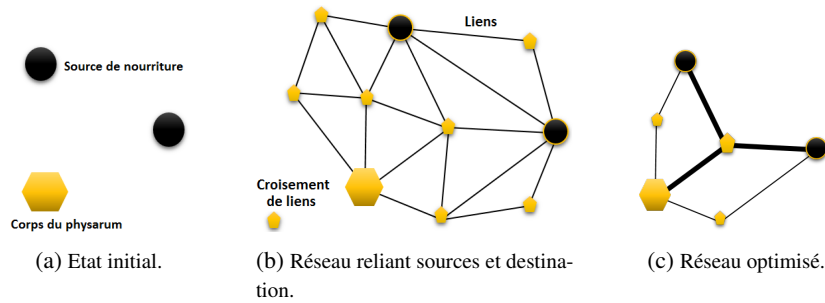 Source de nourriture
Corps du physarum
(a) Etat initial.
Liens
Croisement
de liens
(b) Réseau reliant sources et destina-
tion.
(c) Réseau optimisé.